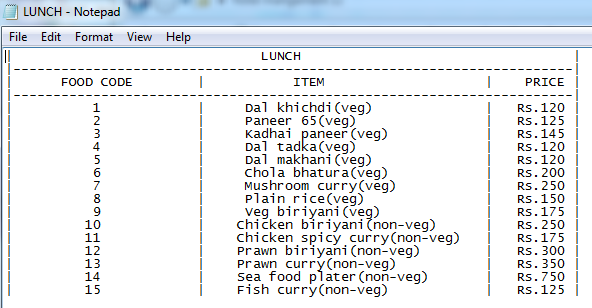 LUNCH - Notepad
File Edit Format View Help
LUNCH
FOOD CODE | ITEM | PRICE
1 | Dal khichdi(veg) | Rs.120
2 | Paneer 65(veg) | Rs.125
3 | Kadhai paneer(veg) | Rs.145
4 | Dal tadka(veg) | Rs.120
5 | Dal makhani(veg) | Rs.120
6 | Chola bhatura(veg) | Rs.200
7 | Mushroom curry(veg) | Rs.250
8 | Plain rice(veg) | Rs.150
9 | Veg biriyani(veg) | Rs.175
10 | Chicken biriyani(non-veg) | Rs.250
11 | Chicken spicy curry(non-veg) | Rs.175
12 | Prawn biriyani(non-veg) | Rs.300
13 | Prawn curry(non-veg) | Rs.350
14 | Sea food plater(non-veg) | Rs.750
15 | Fish curry(non-veg) | Rs.125